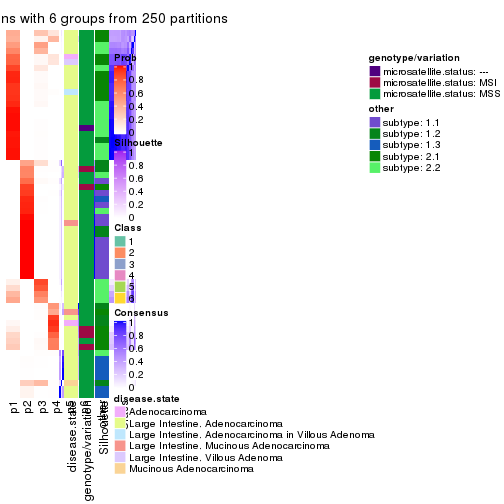 ns with 6 groups from 250 partitions
Prob
0.8
0.6
0.4
0.2
0
Silhouette
0.8
0.6
0.4
0.2
0
Class
1
2
3
4
5
6
Consensus
1
0.8
0.6
0.4
0.2
0
disease.state
Adenocarcinoma
Large Intestine. Adenocarcinoma
Large Intestine. Adenocarcinoma in Villous Adenoma
Large Intestine. Mucinous Adenocarcinoma
Large Intestine. Villous Adenoma
Mucinous Adenocarcinoma
genotype/variation
microsatellite.status: ---
microsatellite.status: MSI
microsatellite.status: MSS
other
subtype: 1.1
subtype: 1.2
subtype: 1.3
subtype: 2.1
subtype: 2.2
p1
p2
p3
p4
disease.state
genotype/variation
Silhouette